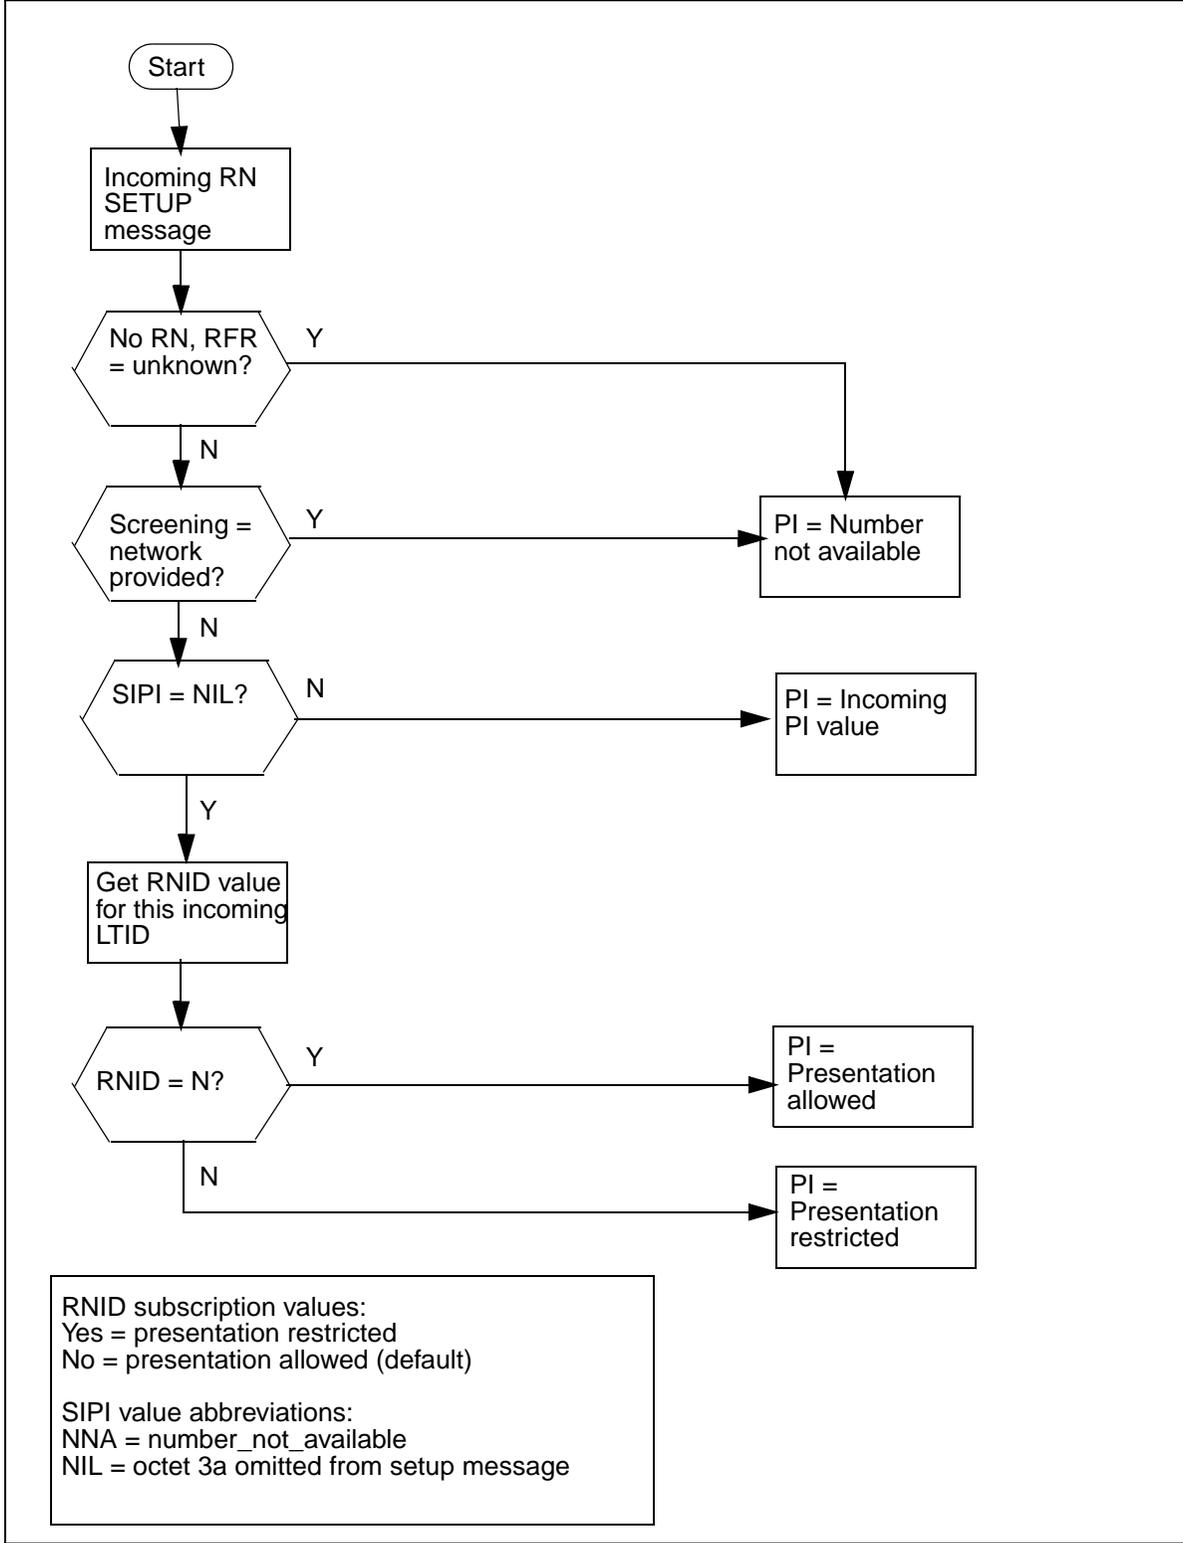 Start
Incoming RN
SETUP
message
No RN, RFR
= unknown?
Y
N
Screening =
network
provided?
Y
PI = Number
not available
N
SIPI = NIL?
N
PI = Incoming
PI value
Y
Get RNID value
for this incoming
LTID
RNID = N?
Y
PI =
Presentation
allowed
N
PI =
Presentation
restricted
RNID subscription values:
Yes = presentation restricted
No = presentation allowed (default)
SIPI value abbreviations:
NNA = number_not_available
NIL = octet 3a omitted from setup message